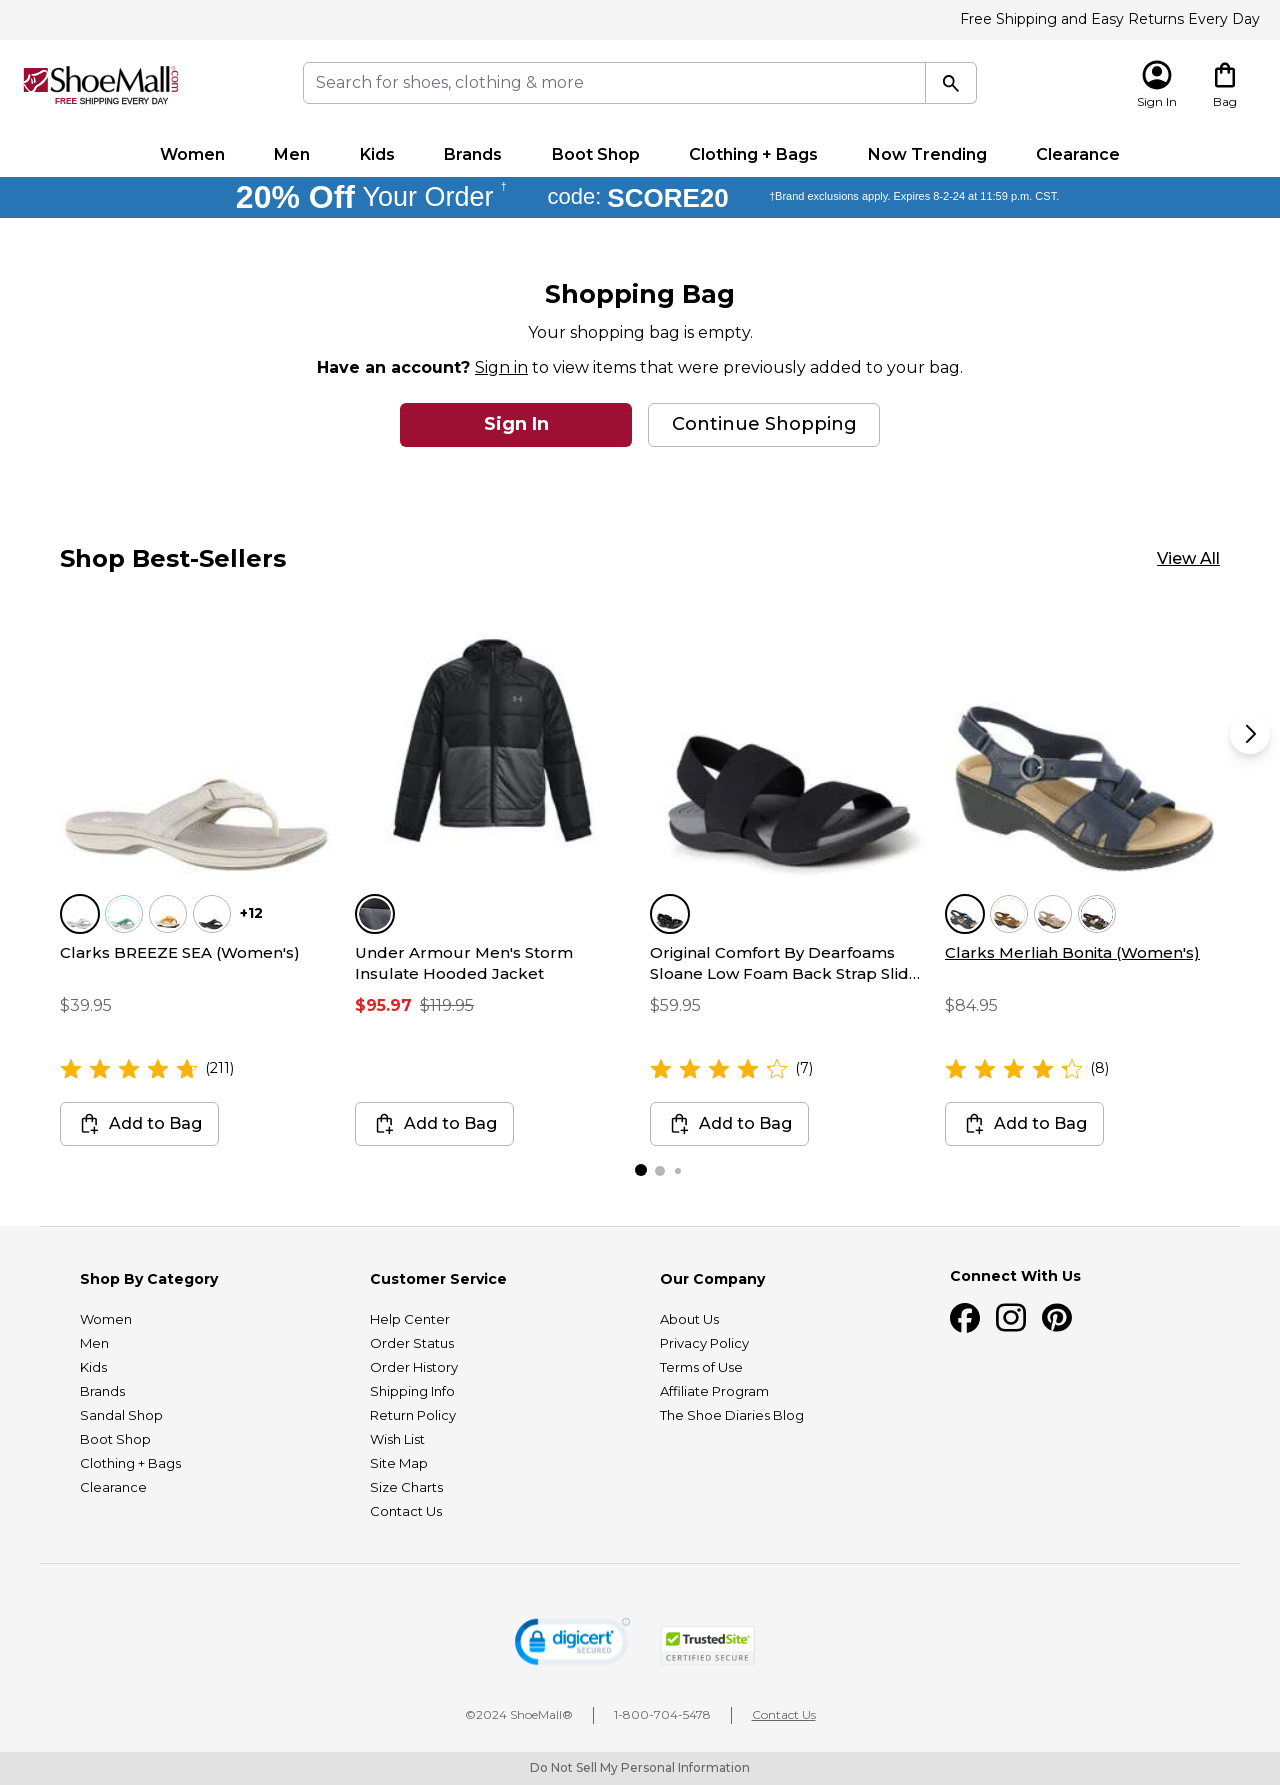 Free Shipping and Easy Returns Every Day
ShoeMall.com
FREE SHIPPING EVERY DAY
Search for shoes, clothing & more
Sign In
Bag
Women Men Kids Brands Boot Shop Clothing + Bags Now Trending Clearance
20% Off Your Order † code: SCORE20 †Brand exclusions apply. Expires 8-2-24 at 11:59 p.m. CST.
Shopping Bag
Your shopping bag is empty.
Have an account? Sign in to view items that were previously added to your bag.
Sign In Continue Shopping
Shop Best-Sellers View All
+12
Clarks BREEZE SEA (Women's)
$39.95
(211)
Add to Bag
Under Armour Men's Storm
Insulate Hooded Jacket
$95.97 $119.95
Add to Bag
Original Comfort By Dearfoams
Sloane Low Foam Back Strap Slid...
$59.95
(7)
Add to Bag
Clarks Merliah Bonita (Women's)
$84.95
(8)
Add to Bag
Shop By Category
Women
Men
Kids
Brands
Sandal Shop
Boot Shop
Clothing + Bags
Clearance
Customer Service
Help Center
Order Status
Order History
Shipping Info
Return Policy
Wish List
Site Map
Size Charts
Contact Us
Our Company
About Us
Privacy Policy
Terms of Use
Affiliate Program
The Shoe Diaries Blog
Connect With Us
digicert
SECURED
TrustedSite
CERTIFIED SECURE
©2024 ShoeMall® 1-800-704-5478 Contact Us
Do Not Sell My Personal Information